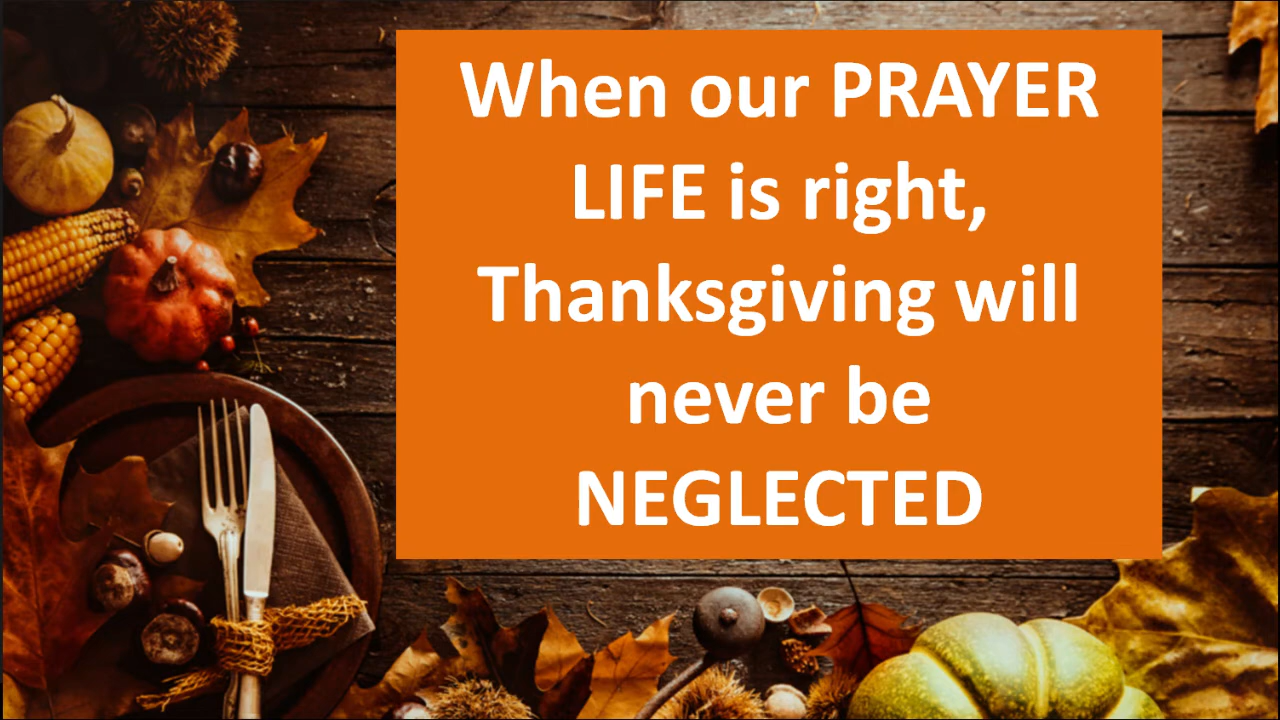 When our PRAYER
LIFE is right,
Thanksgiving will
never be
NEGLECTED